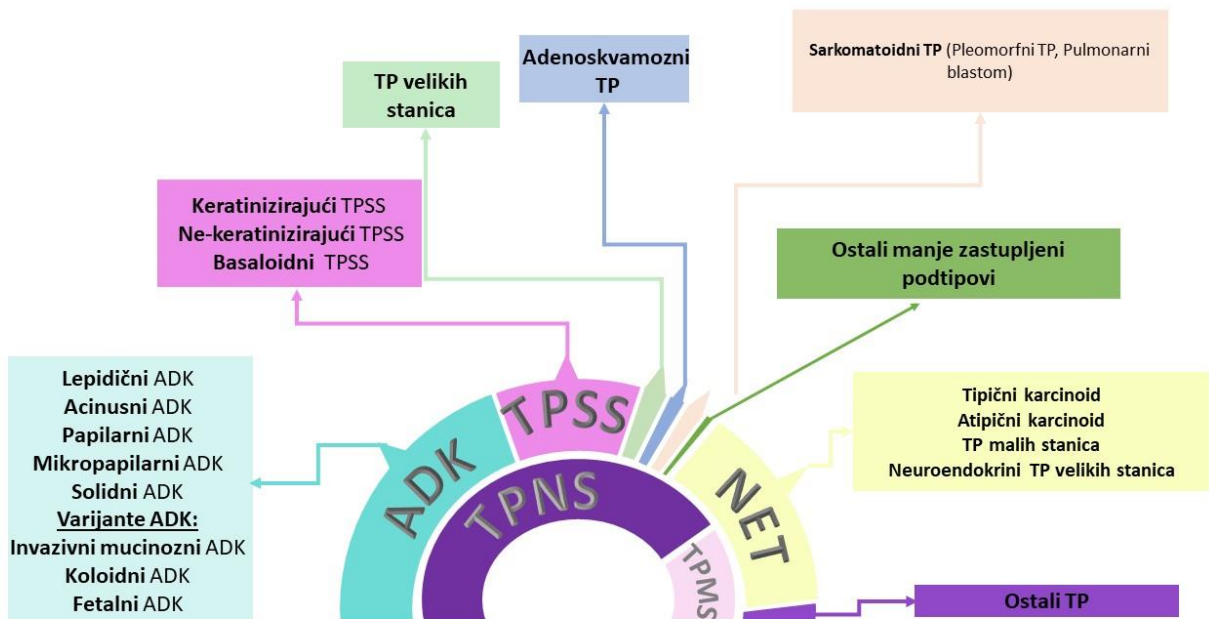 Sarkomatoidni TP (Pleomorfni TP, Pulmonarni
blastom)
Adenoskvamozni
TP
TP velikih
stanica
Keratinizirajući TPSS
Ne-keratinizirajući TPSS
Basaloidni TPSS
Ostali manje zastupljeni
podtipovi
Lepidični ADK
Acinusni ADK
Papilarni ADK
Mikropapilarni ADK
Solidni ADK
Varijante ADK:
Invazivni mucinozni ADK
Koloidni ADK
Fetalni ADK
Tipični karcinoid
Atipični karcinoid
TP malih stanica
Neuroendokrini TP velikih stanica
TPSS
ADK
TPNS
NET
TPMS
Ostali TP